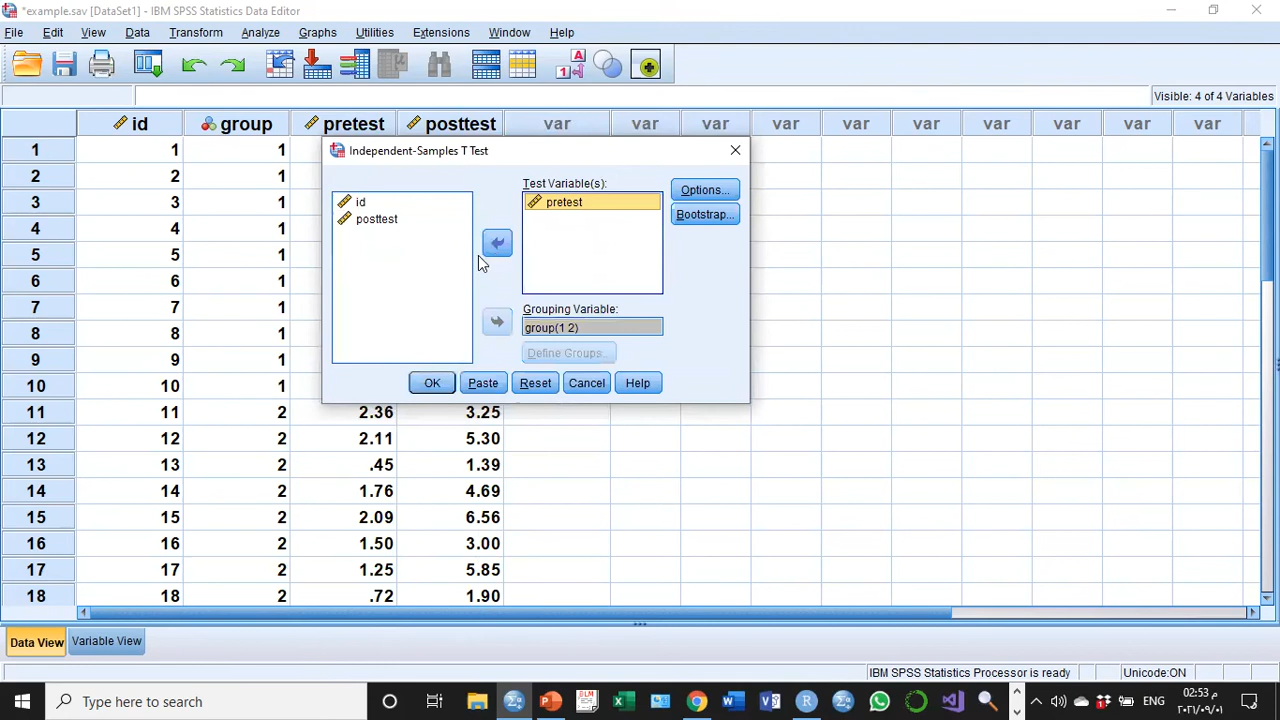 *example.sav [DataSet1] - IBM SPSS Statistics Data Editor
File Edit View Data Transform Analyze Graphs Utilities Extensions Window Help
Visible: 4 of 4 Variables
id group pretest posttest var var var var var var var var
1 1 1
2 2 1
3 3 1
4 4 1
5 5 1
6 6 1
7 7 1
8 8 1
9 9 1
10 10 1
11 11 2 2.36 3.25
12 12 2 2.11 5.30
13 13 2 .45 1.39
14 14 2 1.76 4.69
15 15 2 2.09 6.56
16 16 2 1.50 3.00
17 17 2 1.25 5.85
18 18 2 .72 1.90
Independent-Samples T Test
Test Variable(s):
id
posttest
pretest
Options...
Bootstrap...
Grouping Variable:
group(1 2)
Define Groups...
OK Paste Reset Cancel Help
Data View Variable View
IBM SPSS Statistics Processor is ready Unicode:ON
Type here to search
ENG
02:53 م
٢٠٢١/٠٩/٠١